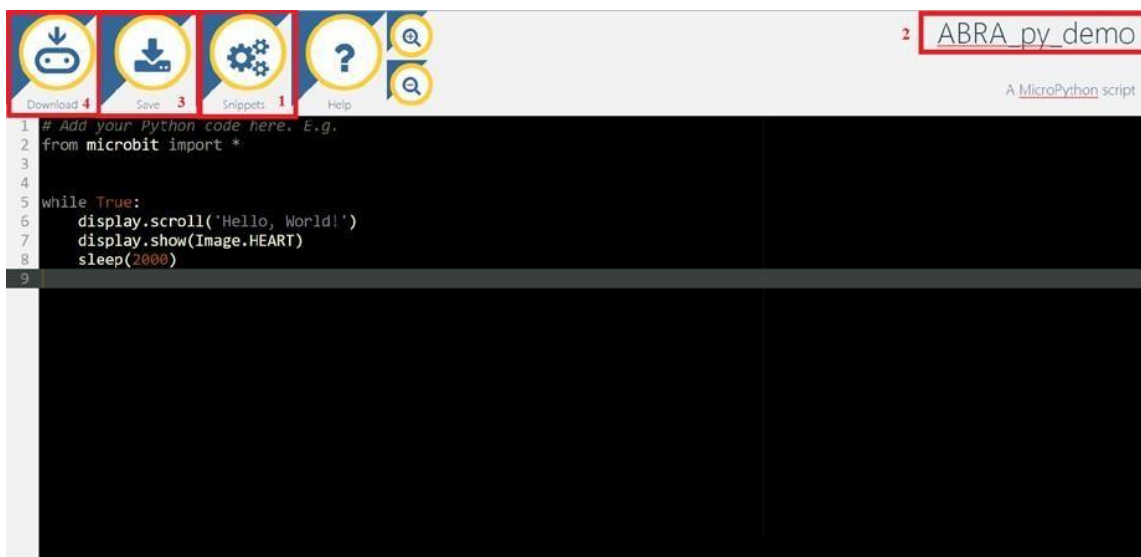 2 ABRA_py_demo
Download 4 Save 3 Snippets 1 Help
?
A MicroPython script
1 # Add your Python code here. E.g.
2 from microbit import *
3
4
5 while True:
6     display.scroll('Hello, World!')
7     display.show(Image.HEART)
8     sleep(2000)
9